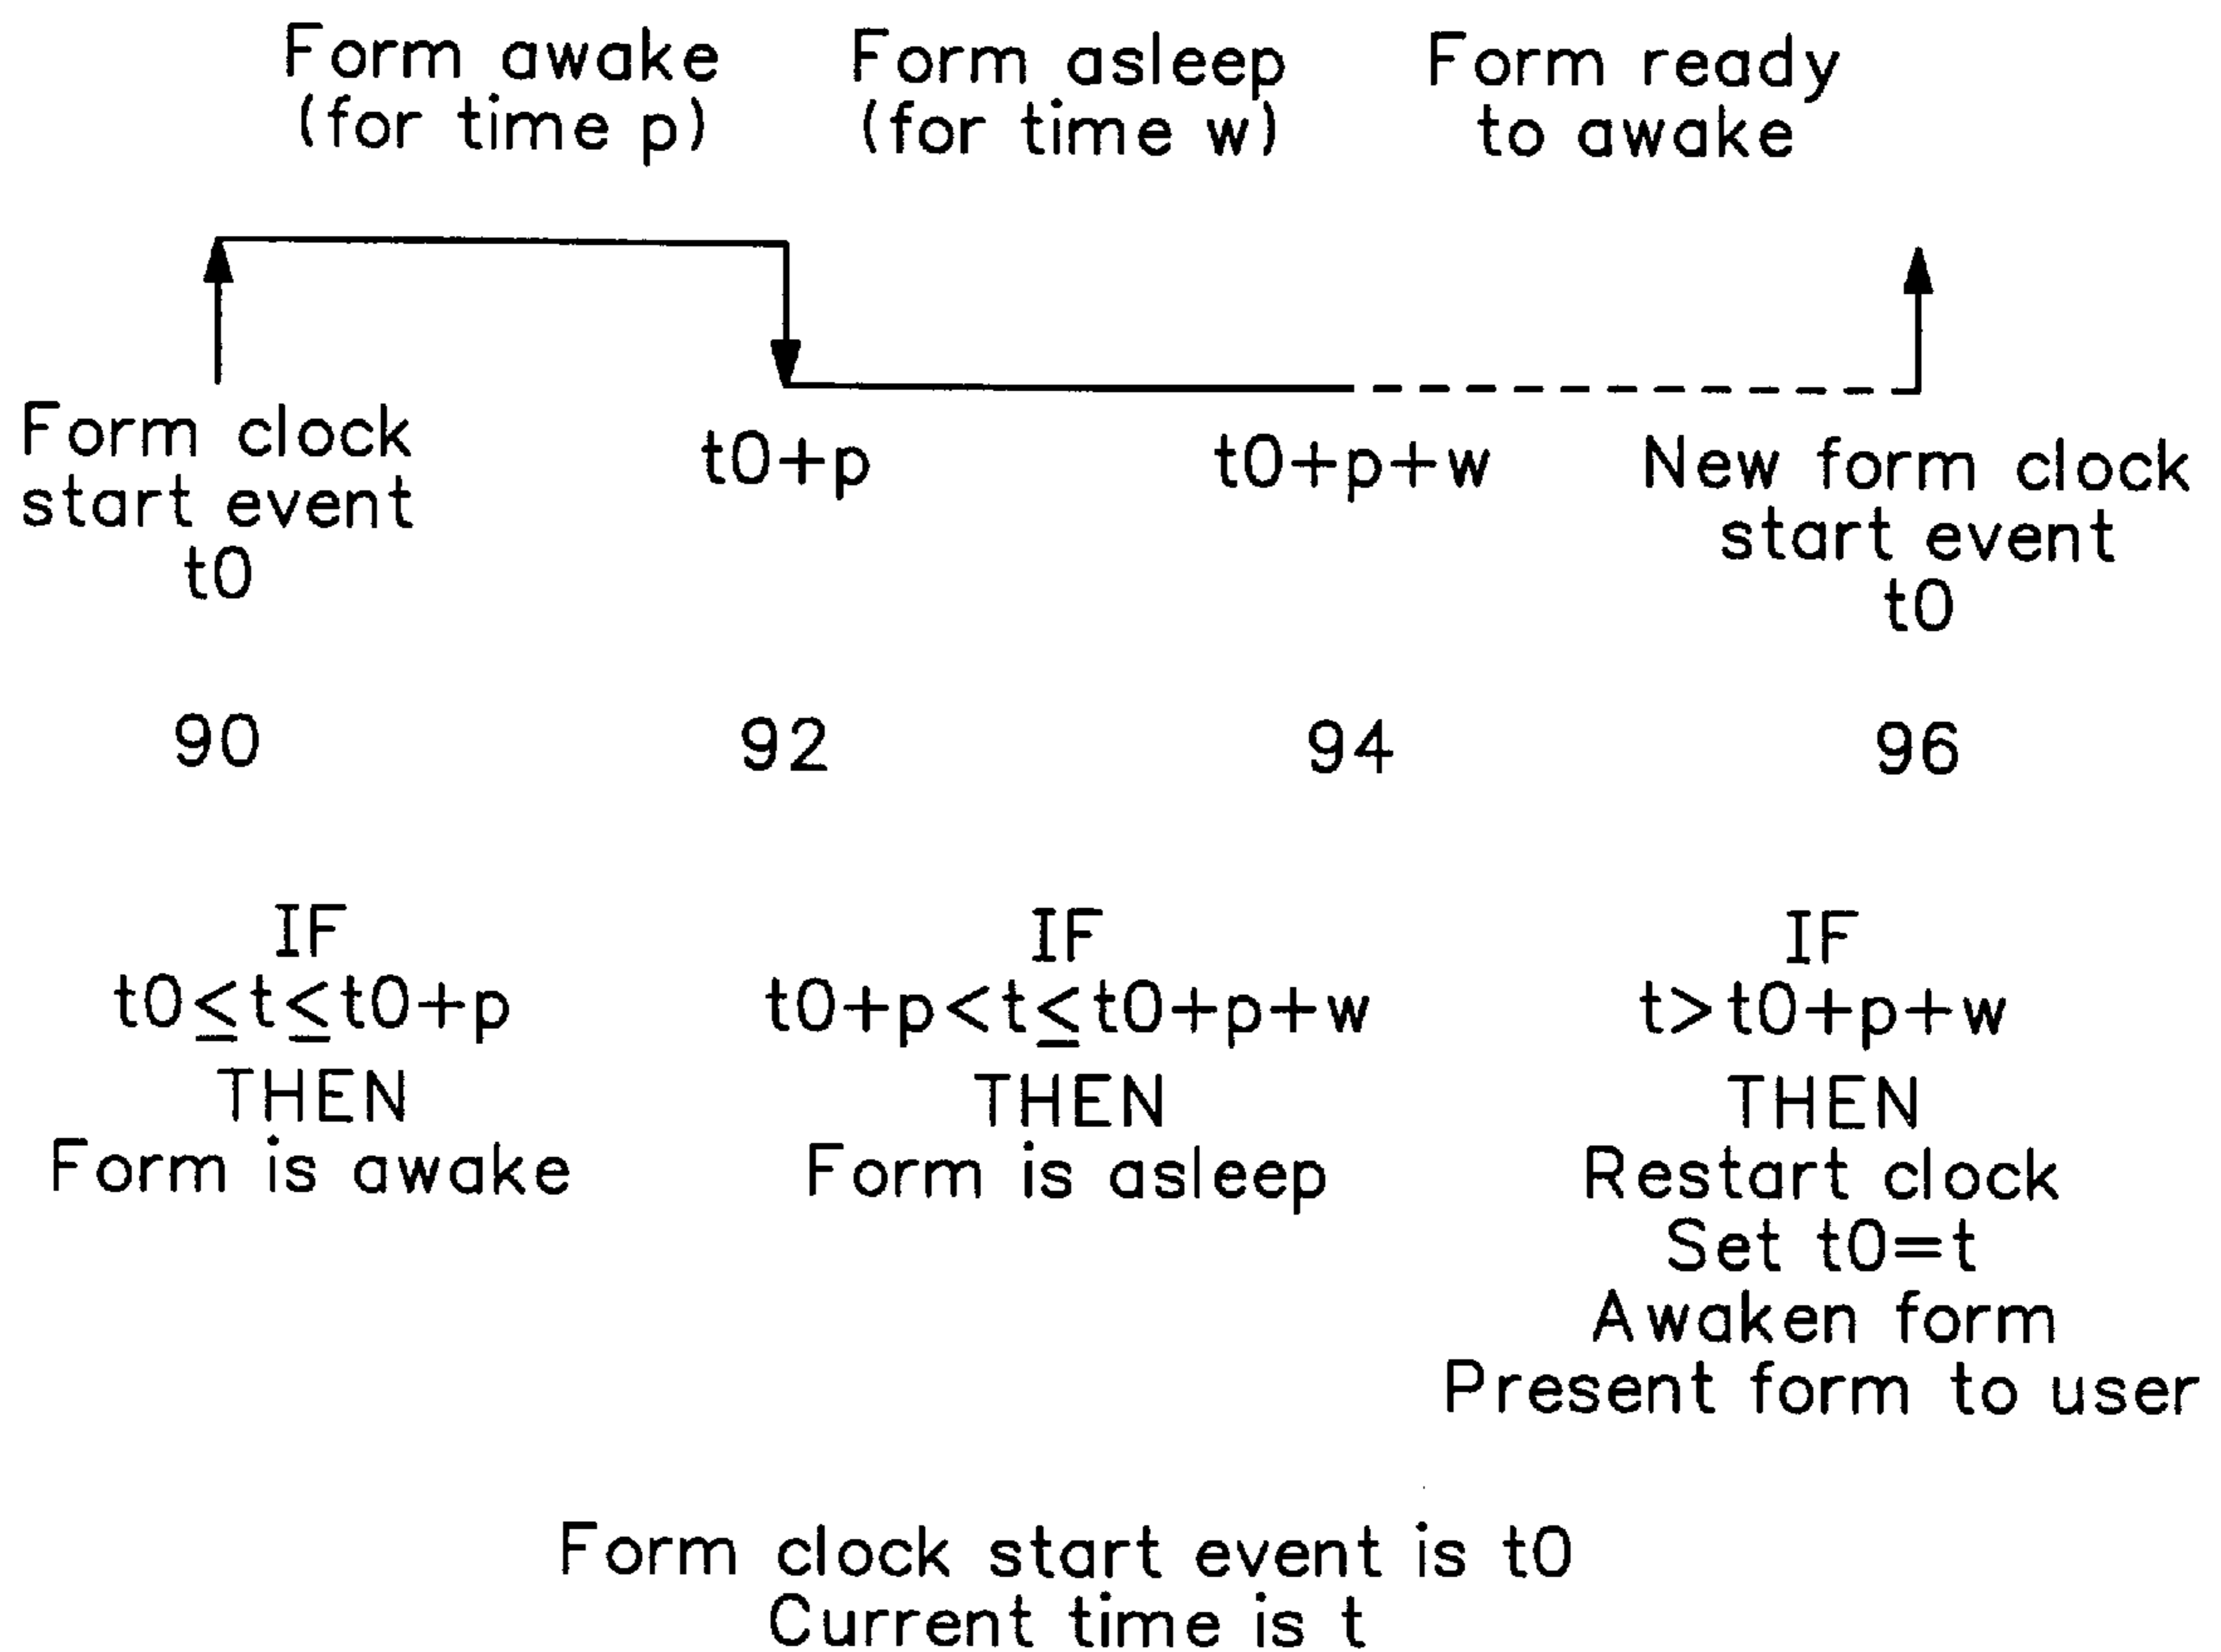 Form awake
(for time p)
Form asleep
(for time w)
Form ready
to awake
Form clock
start event
t0
t0+p
t0+p+w
New form clock
start event
t0
90
92
94
96
IF
t0≤t≤t0+p
THEN
Form is awake
IF
t0+p<t≤t0+p+w
THEN
Form is asleep
IF
t>t0+p+w
THEN
Restart clock
Set t0=t
Awaken form
Present form to user
Form clock start event is t0
Current time is t